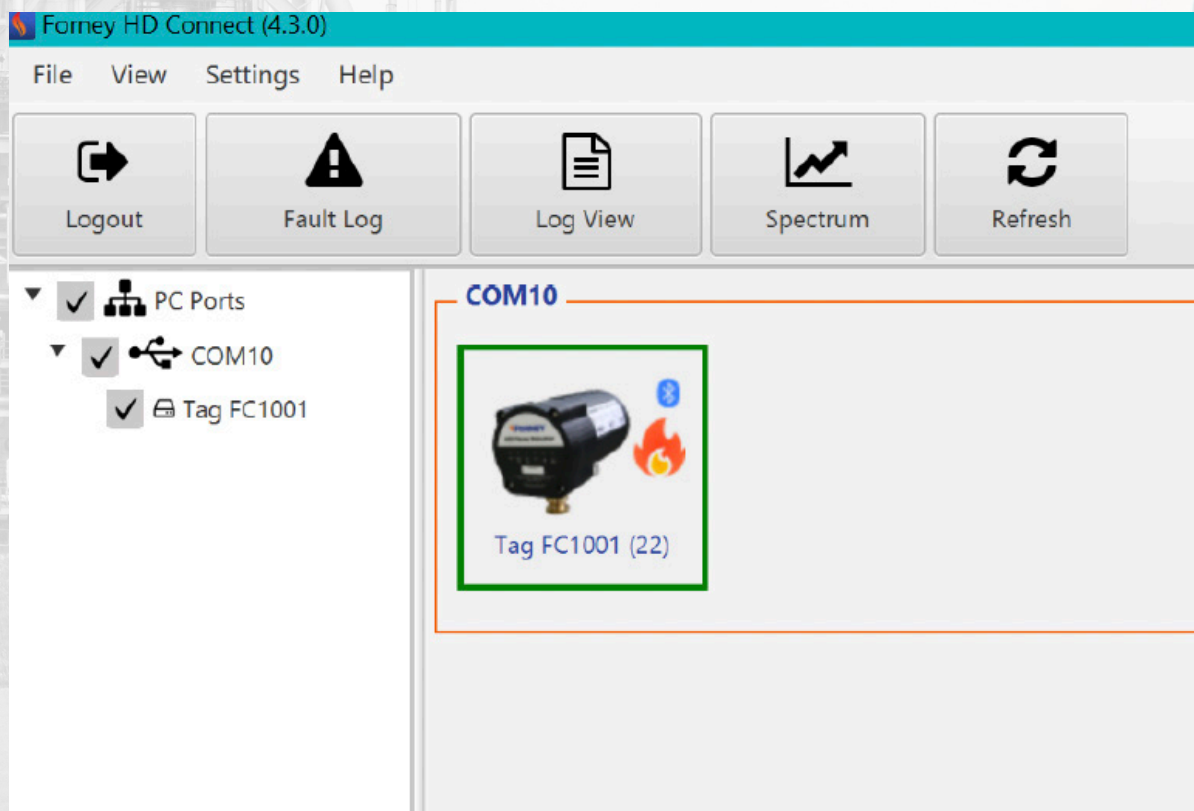 Forney HD Connect (4.3.0)
File View Settings Help
Logout Fault Log Log View Spectrum Refresh
PC Ports
COM10
Tag FC1001
COM10
FORNEY
Tag FC1001 (22)